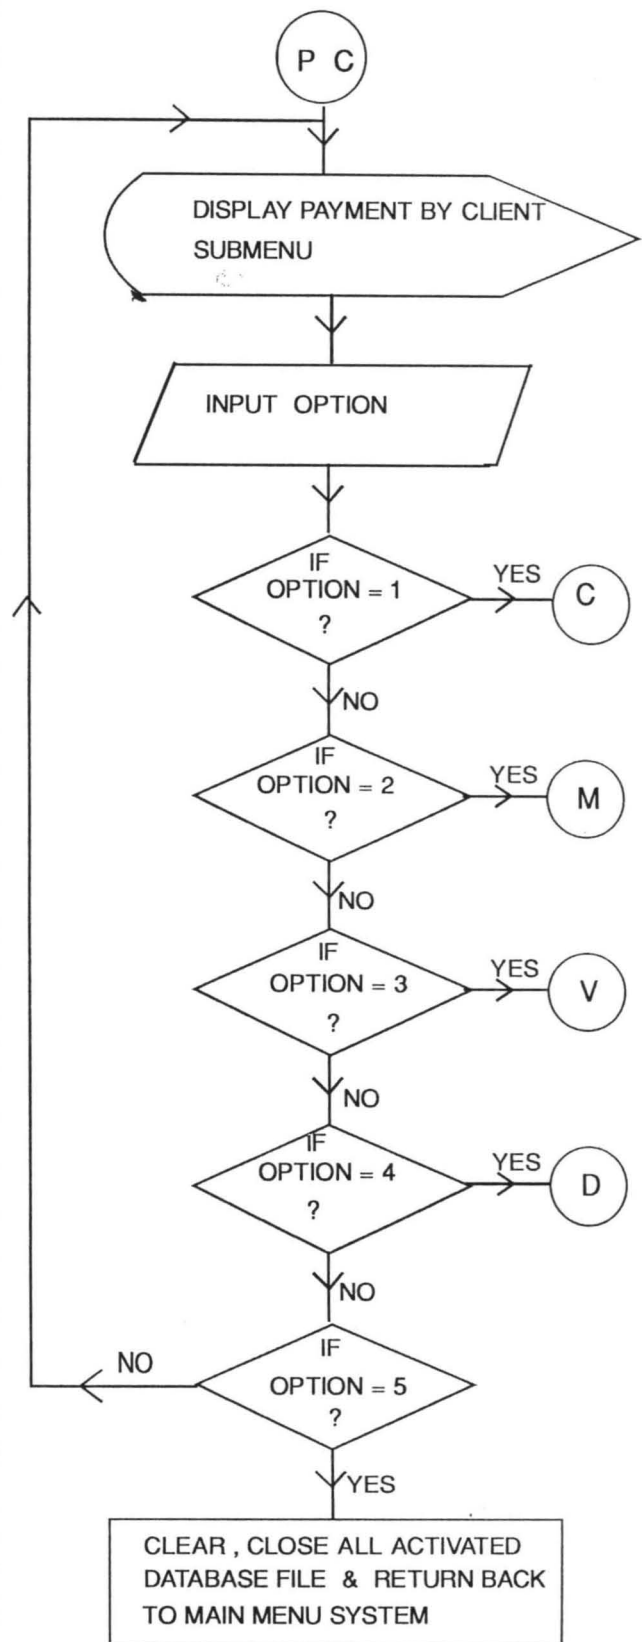 P C
DISPLAY PAYMENT BY CLIENT
SUBMENU
INPUT OPTION
IF
OPTION = 1
?
YES
C
NO
IF
OPTION = 2
?
YES
M
NO
IF
OPTION = 3
?
YES
V
NO
IF
OPTION = 4
?
YES
D
NO
IF
OPTION = 5
?
NO
YES
CLEAR , CLOSE ALL ACTIVATED
DATABASE FILE & RETURN BACK
TO MAIN MENU SYSTEM